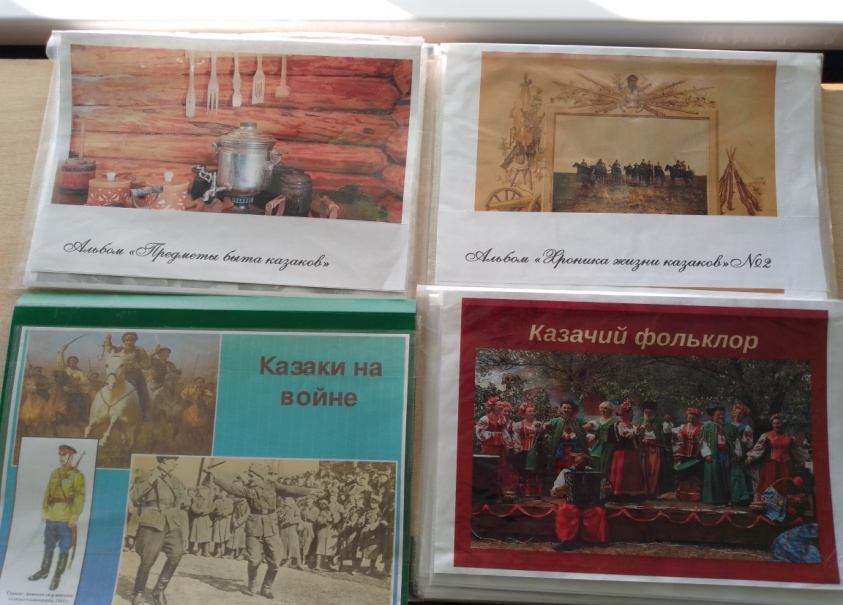 Альбом «Предметы быта казаков»
Альбом «Хроника жизни казаков» №2
Казаки на
войне
Казачий фольклор